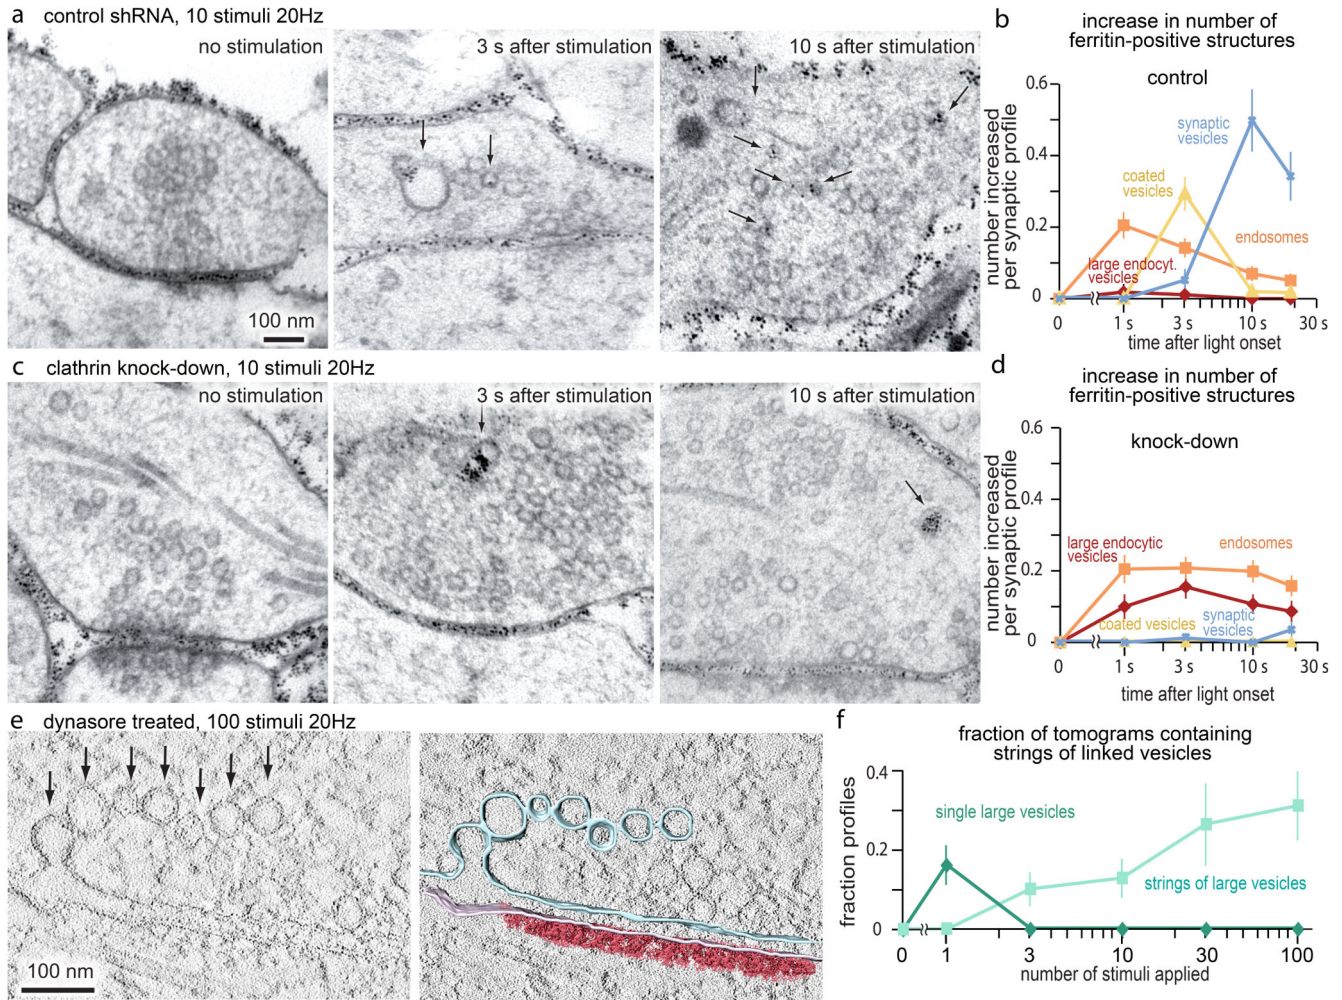 a control shRNA, 10 stimuli 20Hz
no stimulation
3 s after stimulation
10 s after stimulation
100 nm
b increase in number of
ferritin-positive structures
control
number increased
per synaptic profile
0.6
0.4
0.2
0
synaptic
vesicles
coated
vesicles
endosomes
large endocyt.
vesicles
0 1 s 3 s 10 s 30 s
time after light onset
c clathrin knock-down, 10 stimuli 20Hz
no stimulation
3 s after stimulation
10 s after stimulation
d increase in number of
ferritin-positive structures
knock-down
number increased
per synaptic profile
0.6
0.4
0.2
0
large endocytic
vesicles
endosomes
coated vesicles
synaptic
vesicles
0 1 s 3 s 10 s 30 s
time after light onset
e dynasore treated, 100 stimuli 20Hz
100 nm
f fraction of tomograms containing
strings of linked vesicles
fraction profiles
0.4
0.2
0
single large vesicles
strings of large vesicles
0 1 3 10 30 100
number of stimuli applied